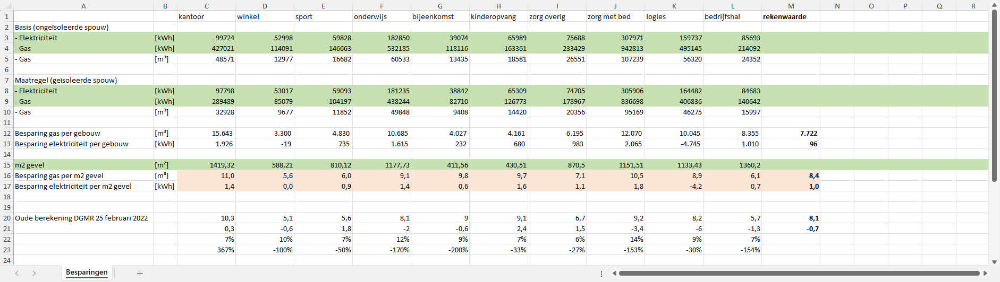 A B C D E F G H I J K L M N O P Q R
1 kantoor winkel sport onderwijs bijeenkomst kinderopvang zorg overig zorg met bed logies bedrijfshal rekenwaarde
2 Basis (ongeïsoleerde spouw)
3 - Elektriciteit [kWh] 99724 52998 59828 182850 39074 65989 75688 307971 159737 85693
4 - Gas [kWh] 427021 114091 146663 532185 118116 163361 233429 942813 495145 214092
5 - Gas [m³] 48571 12977 16682 60533 13435 18581 26551 107239 56320 24352
6
7 Maatregel (geïsoleerde spouw)
8 - Elektriciteit [kWh] 97798 53017 59093 181235 38842 65309 74705 305906 164482 84683
9 - Gas [kWh] 289489 85079 104197 438244 82710 126773 178967 836698 406836 140642
10 - Gas [m³] 32928 9677 11852 49848 9408 14420 20356 95169 46275 15997
11
12 Besparing gas per gebouw [m³] 15.643 3.300 4.830 10.685 4.027 4.161 6.195 12.070 10.045 8.355 7.722
13 Besparing elektriciteit per gebouw [kWh] 1.926 -19 735 1.615 232 680 983 2.065 -4.745 1.010 96
14
15 m2 gevel [m²] 1419,32 588,21 810,12 1177,73 411,56 430,51 870,5 1151,51 1133,43 1360,2
16 Besparing gas per m2 gevel [m³] 11,0 5,6 6,0 9,1 9,8 9,7 7,1 10,5 8,9 6,1 8,4
17 Besparing elektriciteit per m2 gevel [kWh] 1,4 0,0 0,9 1,4 0,6 1,6 1,1 1,8 -4,2 0,7 1,0
18
19
20 Oude berekening DGMR 25 februari 2022 10,3 5,1 5,6 8,1 9 9,1 6,7 9,2 8,2 5,7 8,1
21 0,3 -0,6 1,8 -2 -0,6 2,4 1,5 -3,4 -6 -1,3 -0,7
22 7% 10% 7% 12% 9% 7% 6% 14% 9% 7%
23 367% -100% -50% -170% -200% -33% -27% -153% -30% -154%
24
Besparingen